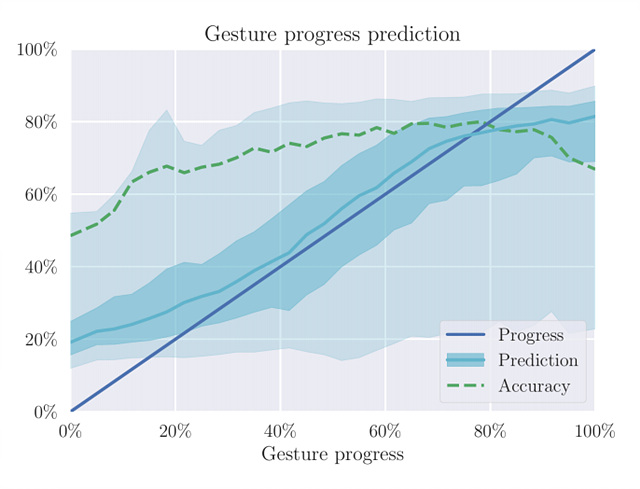 Gesture progress prediction
100%
80%
60%
40%
20%
0%
0% 20% 40% 60% 80% 100%
Gesture progress
Progress
Prediction
Accuracy